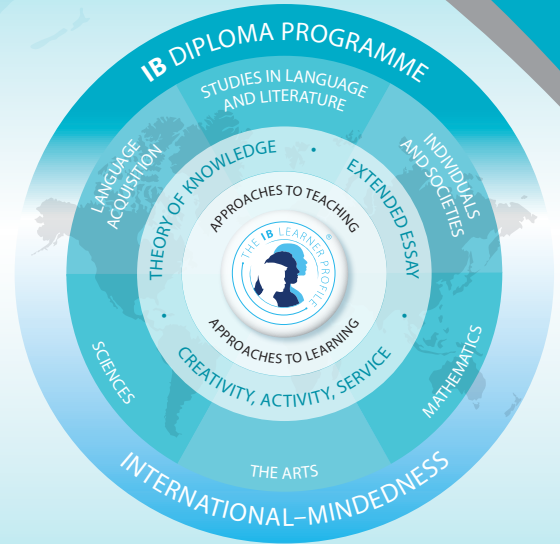 IB DIPLOMA PROGRAMME
STUDIES IN LANGUAGE
AND LITERATURE
LANGUAGE
ACQUISITION
INDIVIDUALS
AND SOCIETIES
THEORY OF KNOWLEDGE
•
EXTENDED ESSAY
•
APPROACHES TO TEACHING
THE IB LEARNER PROFILE
®
APPROACHES TO LEARNING
•
CREATIVITY, ACTIVITY, SERVICE
SCIENCES
MATHEMATICS
THE ARTS
INTERNATIONAL–MINDEDNESS